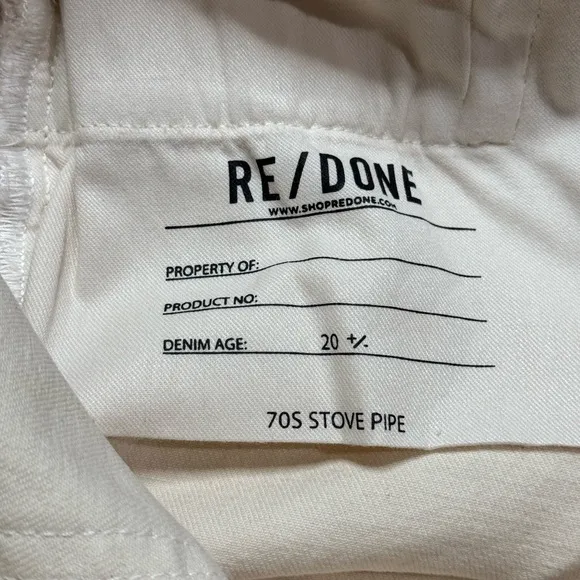 RE/DONE
WWW.SHOPREDONE.COM
PROPERTY OF:
PRODUCT NO:
DENIM AGE: 20 +/-
70S STOVE PIPE